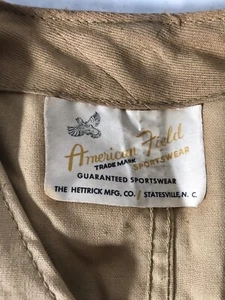 American Field
TRADE MARK SPORTSWEAR
GUARANTEED SPORTSWEAR
THE HETTRICK MFG. CO. / STATESVILLE, N. C.